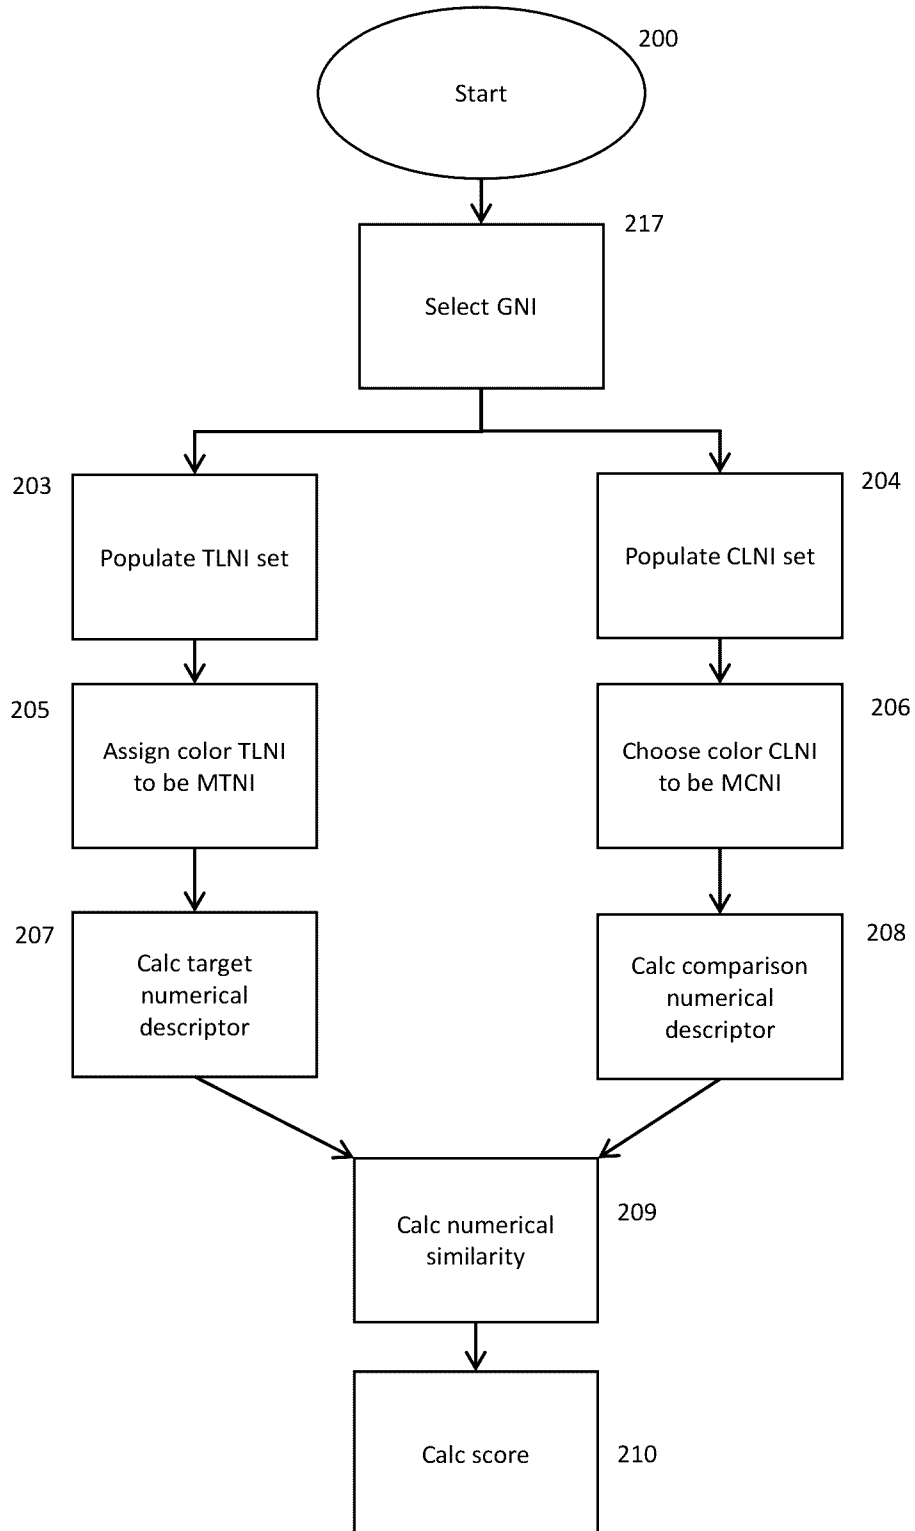 200
Start
217
Select GNI
203
204
Populate TLNI set
Populate CLNI set
205
206
Assign color TLNI
to be MTNI
Choose color CLNI
to be MCNI
207
208
Calc target
numerical
descriptor
Calc comparison
numerical
descriptor
209
Calc numerical
similarity
Calc score
210